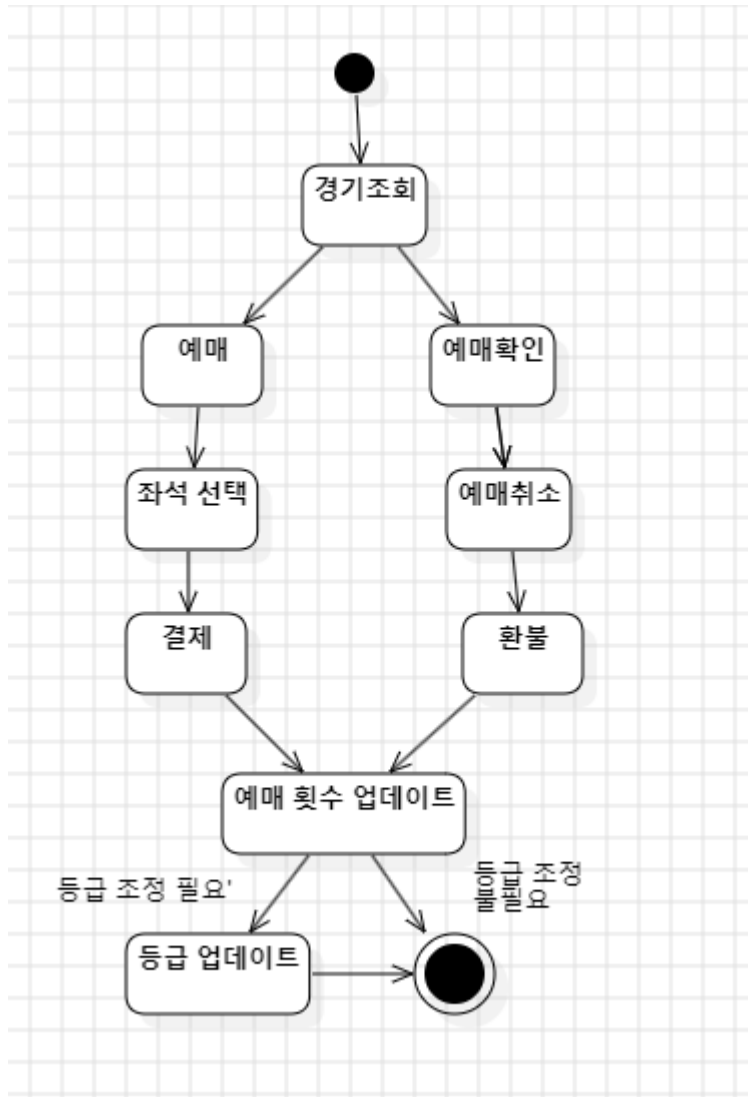 경기조회
예매
예매확인
좌석 선택
예매취소
결제
환불
예매 횟수 업데이트
등급 조정 필요'
등급 조정
불필요
등급 업데이트